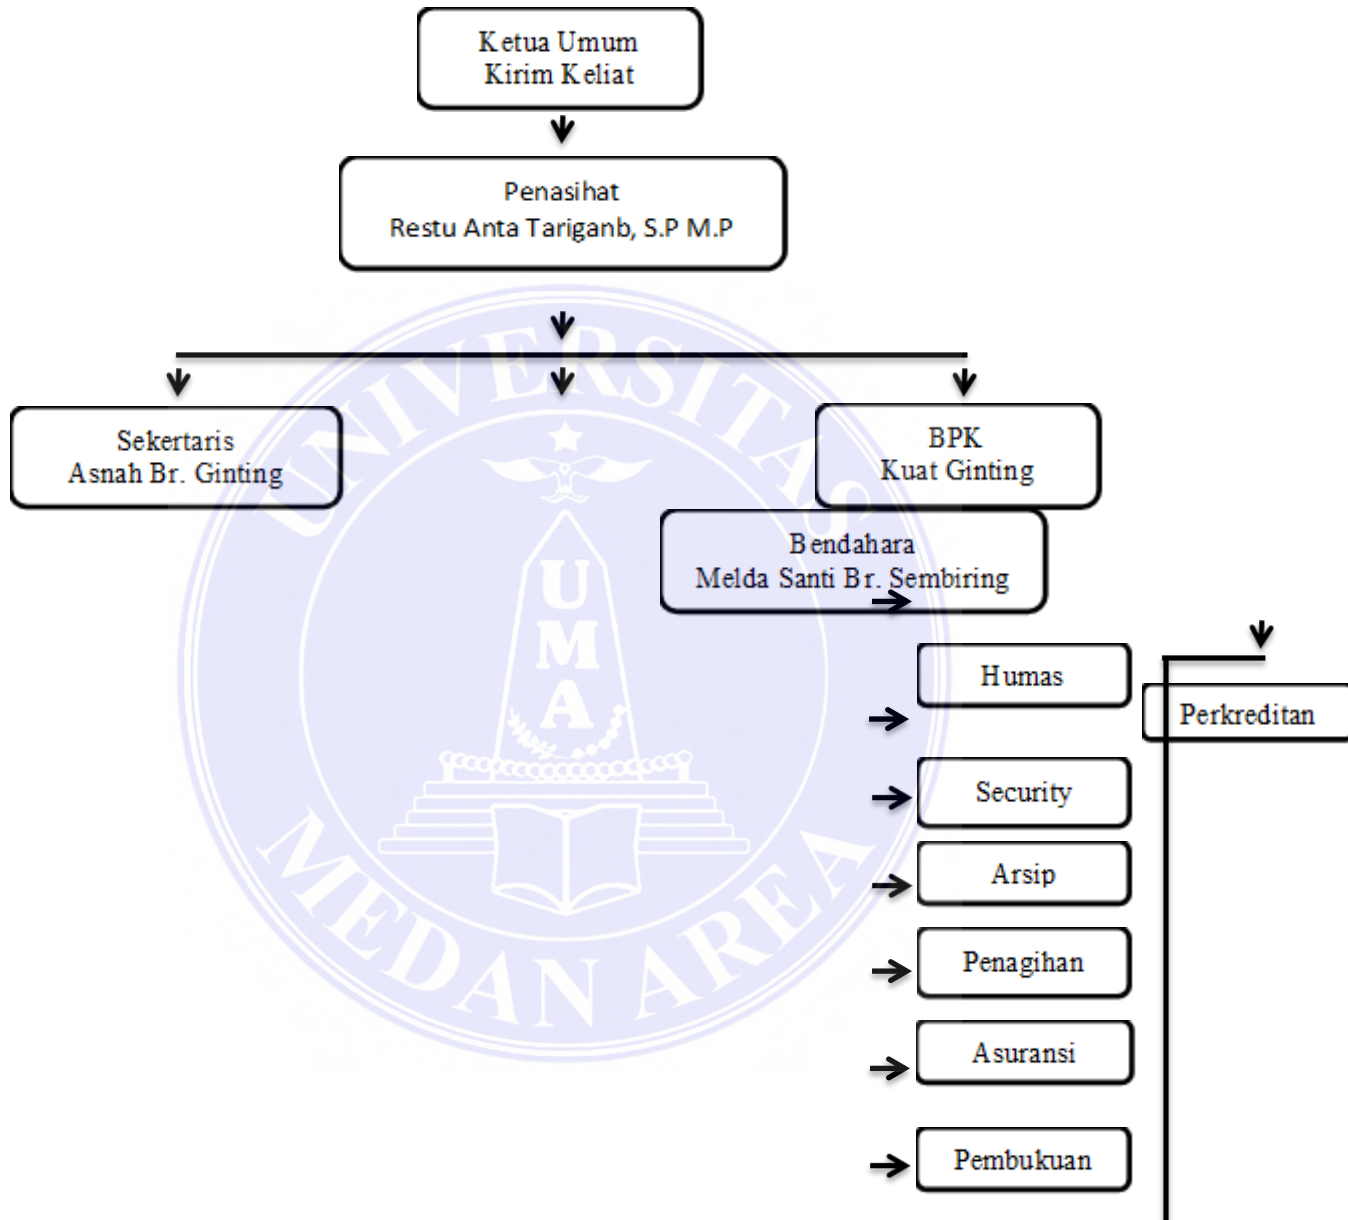 Ketua Umum
Kirim Keliat
Penasihat
Restu Anta Tariganb, S.P M.P
UNIVERSITAS
Sekertaris
Asnah Br. Ginting
BPK
Kuat Ginting
Bendahara
Melda Santi Br. Sembiring
UMA
Humas
Perkreditan
Security
Arsip
Penagihan
Asuransi
Pembukuan
MEDAN AREA